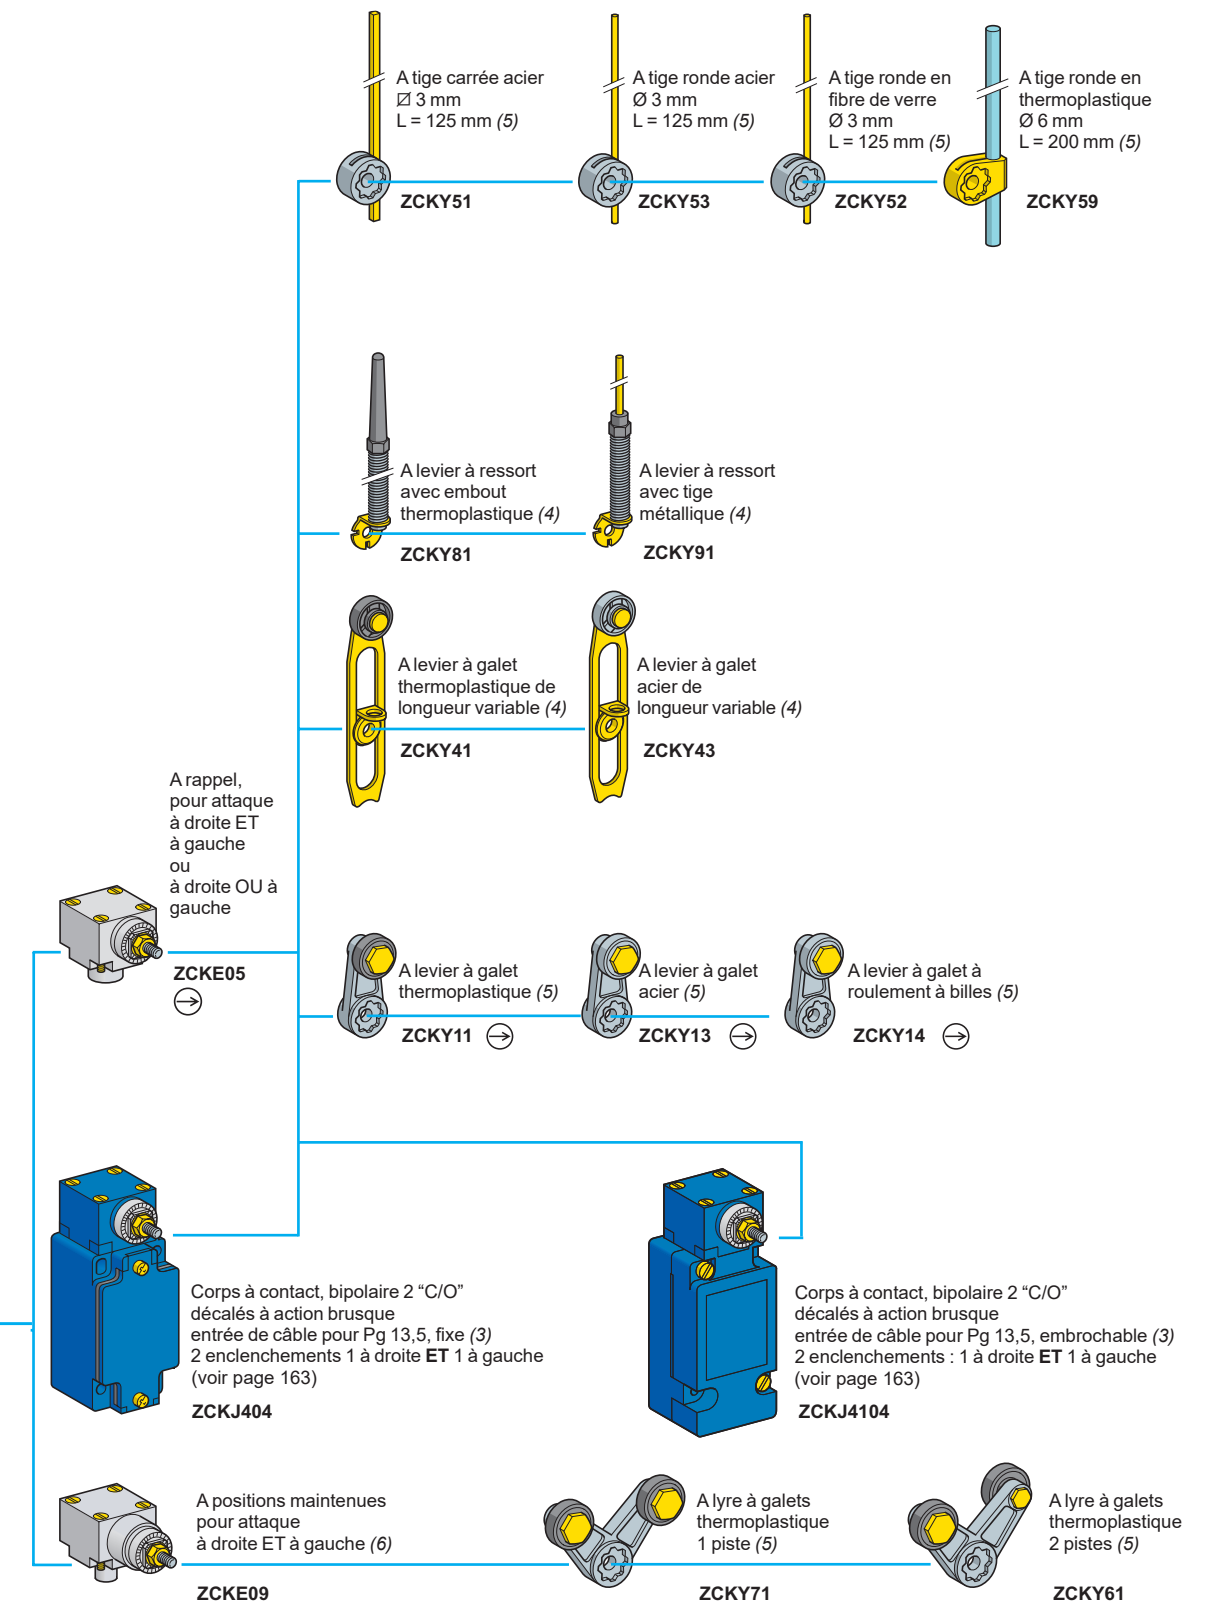 A tige carrée acier
⌀ 3 mm
L = 125 mm (5)
ZCKY51
A tige ronde acier
Ø 3 mm
L = 125 mm (5)
ZCKY53
A tige ronde en
fibre de verre
Ø 3 mm
L = 125 mm (5)
ZCKY52
A tige ronde en
thermoplastique
Ø 6 mm
L = 200 mm (5)
ZCKY59
A levier à ressort
avec embout
thermoplastique (4)
ZCKY81
A levier à ressort
avec tige
métallique (4)
ZCKY91
A levier à galet
thermoplastique de
longueur variable (4)
ZCKY41
A levier à galet
acier de
longueur variable (4)
ZCKY43
A rappel,
pour attaque
à droite ET
à gauche
ou
à droite OU à
gauche
ZCKE05
A levier à galet
thermoplastique (5)
ZCKY11
A levier à galet
acier (5)
ZCKY13
A levier à galet à
roulement à billes (5)
ZCKY14
Corps à contact, bipolaire 2 “C/O”
décalés à action brusque
entrée de câble pour Pg 13,5, fixe (3)
2 enclenchements 1 à droite ET 1 à gauche
(voir page 163)
ZCKJ404
Corps à contact, bipolaire 2 “C/O”
décalés à action brusque
entrée de câble pour Pg 13,5, embrochable (3)
2 enclenchements : 1 à droite ET 1 à gauche
(voir page 163)
ZCKJ4104
A positions maintenues
pour attaque
à droite ET à gauche (6)
ZCKE09
A lyre à galets
thermoplastique
1 piste (5)
ZCKY71
A lyre à galets
thermoplastique
2 pistes (5)
ZCKY61